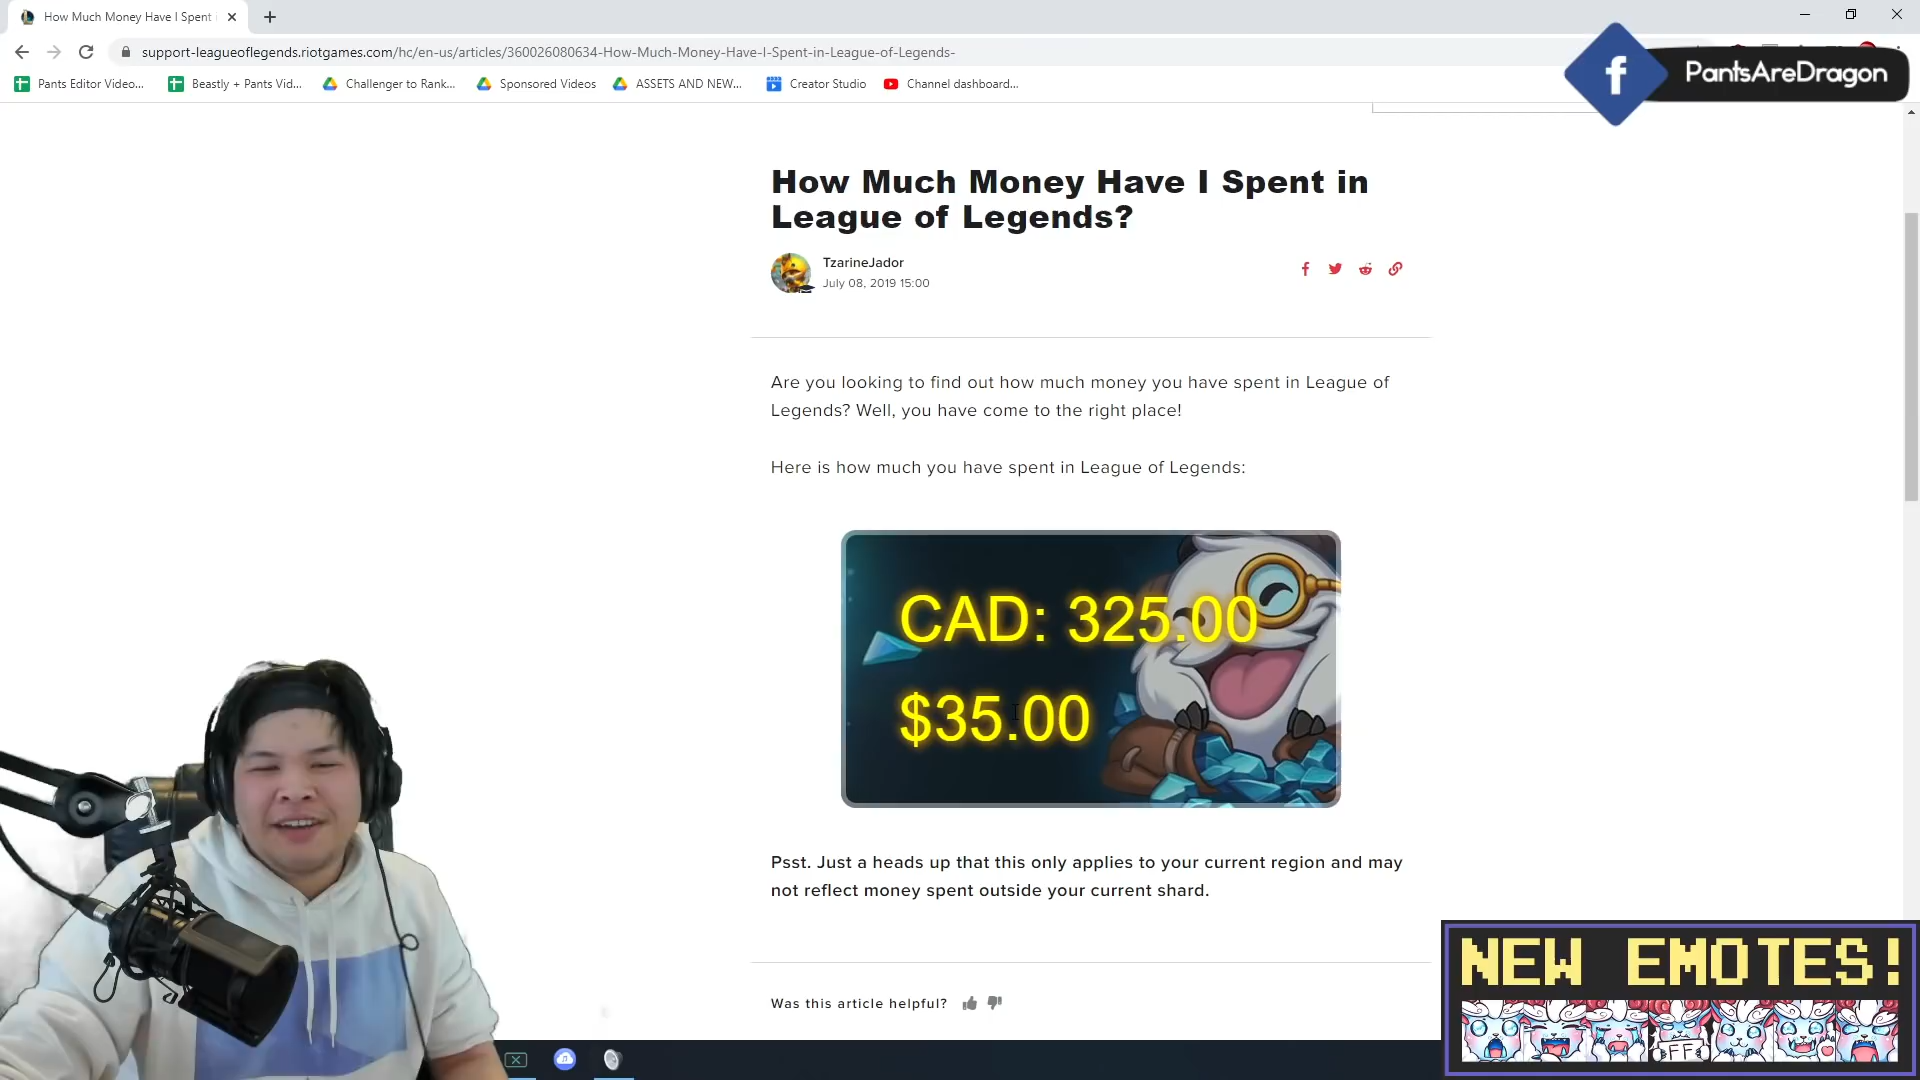 How Much Money Have I Spent i
support-leagueoflegends.riotgames.com/hc/en-us/articles/360026080634-How-Much-Money-Have-I-Spent-in-League-of-Legends-
Pants Editor Video... Beastly + Pants Vid... Challenger to Rank... Sponsored Videos ASSETS AND NEW... Creator Studio Channel dashboard...
f PantsAreDragon
How Much Money Have I Spent in
League of Legends?
TzarineJador
July 08, 2019 15:00
Are you looking to find out how much money you have spent in League of
Legends? Well, you have come to the right place!
Here is how much you have spent in League of Legends:
CAD: 325.00
$35.00
Psst. Just a heads up that this only applies to your current region and may
not reflect money spent outside your current shard.
Was this article helpful?
NEW EMOTES!
FF